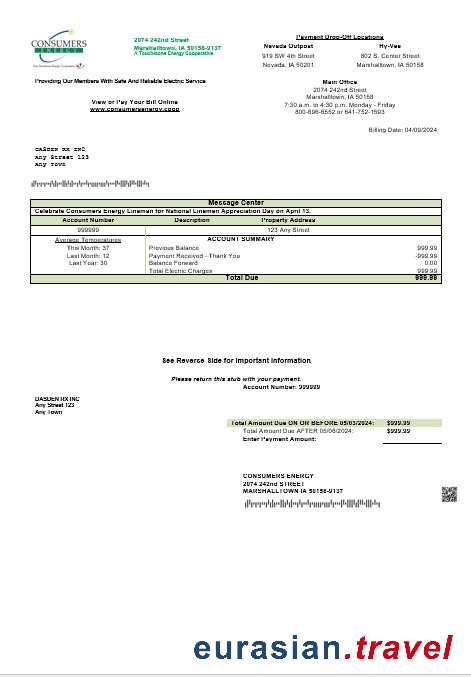 CONSUMERS
ENERGY
2074 242nd Street
Marshalltown, IA 50158-9137
A Touchstone Energy Cooperative
Providing Our Members With Safe And Reliable Electric Service
View or Pay Your Bill Online
www.consumersenergy.coop
Payment Drop-Off Locations
Nevada Outpost
919 SW 4th Street
Nevada, IA 50201
Hy-Vee
802 S. Center Street
Marshalltown, IA 50158
Main Office
2074 242nd Street
Marshalltown, IA 50158
7:30 a.m. to 4:30 p.m. Monday - Friday
800-696-6552 or 641-752-1593
Billing Date: 04/09/2024
DASDEN RX INC
Any Street 123
Any Town
Message Center
Celebrate Consumers Energy Lineman for National Linemen Appreciation Day on April 13.
Account Number Description Property Address
999999 123 Any Street
Average Temperatures ACCOUNT SUMMARY
This Month: 37 Previous Balance 999.99
Last Month: 12 Payment Received - Thank You -999.99
Last Year: 30 Balance Forward 0.00
Total Electric Charges 999.99
Total Due 999.99
See Reverse Side for Important Information
Please return this stub with your payment.
Account Number: 999999
DASDEN RX INC
Any Street 123
Any Town
Total Amount Due ON OR BEFORE 05/03/2024: $999.99
Total Amount Due AFTER 05/06/2024: $999.99
Enter Payment Amount:
CONSUMERS ENERGY
2074 242nd STREET
MARSHALLTOWN IA 50158-9137
eurasian.travel